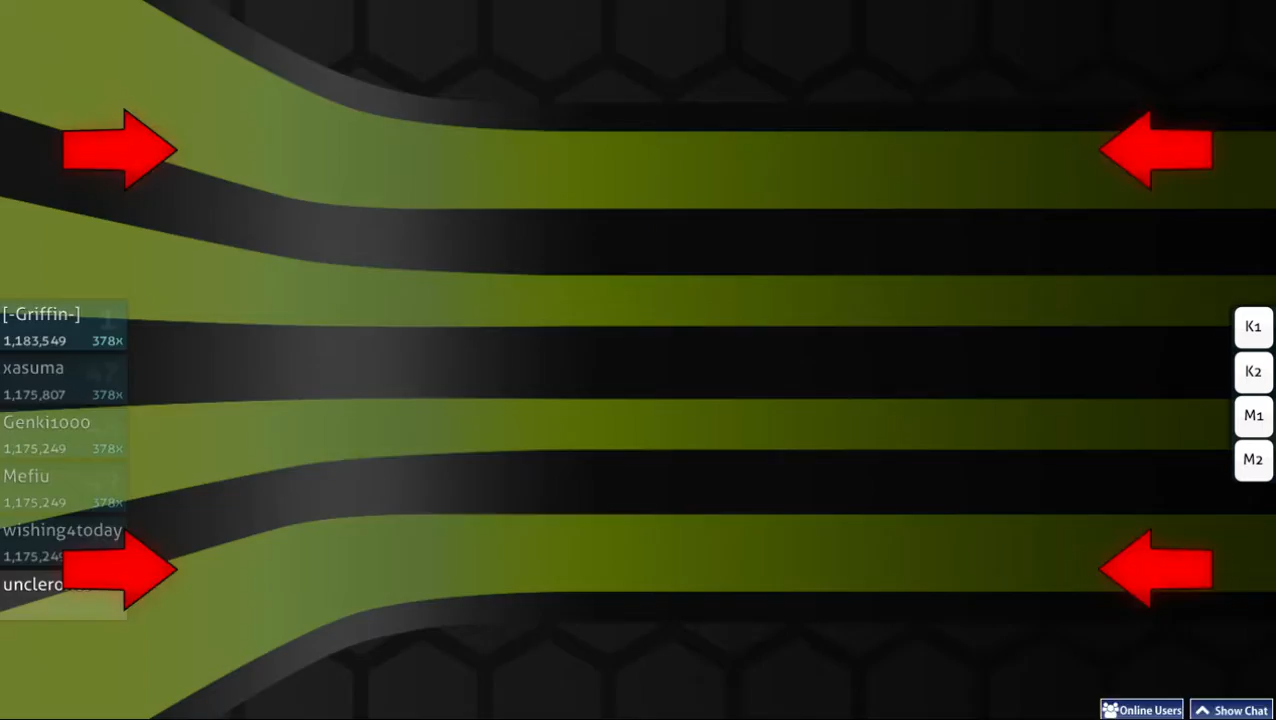 [-Griffin-]
1,183,549 378x
xasuma
1,175,807 378x
Genki1000
1,175,249 378x
Mefiu
1,175,249 378x
wishing4today
K1
K2
M1
M2
Online Users
Show Chat